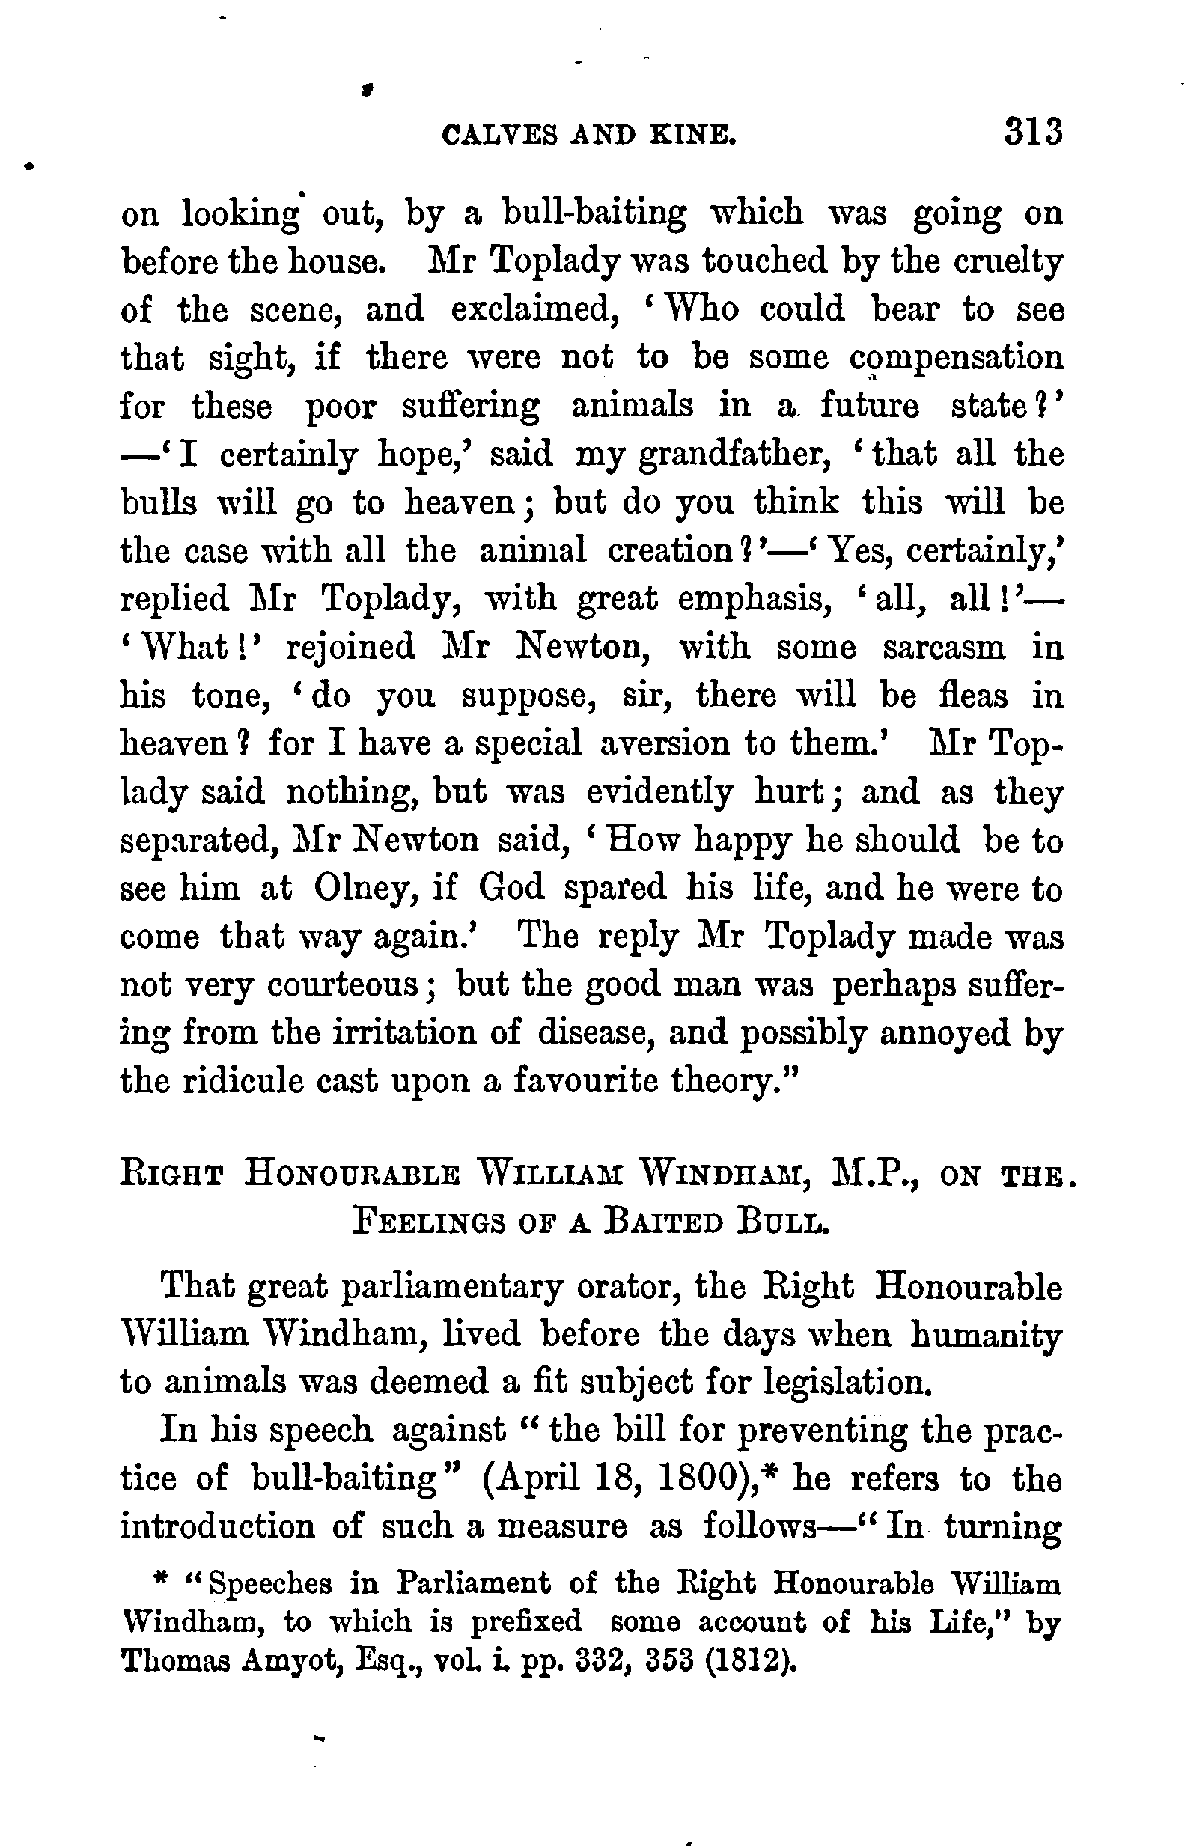 CALVES AND KINE. 313
on looking out, by a bull-baiting which was going on
before the house. Mr Toplady was touched by the cruelty
of the scene, and exclaimed, ‘Who could bear to see
that sight, if there were not to be some compensation
for these poor suffering animals in a future state?’
—‘I certainly hope,’ said my grandfather, ‘that all the
bulls will go to heaven; but do you think this will be
the case with all the animal creation?’—‘Yes, certainly,’
replied Mr Toplady, with great emphasis, ‘all, all!’—
‘What!’ rejoined Mr Newton, with some sarcasm in
his tone, ‘do you suppose, sir, there will be fleas in
heaven? for I have a special aversion to them.’ Mr Top-
lady said nothing, but was evidently hurt; and as they
separated, Mr Newton said, ‘How happy he should be to
see him at Olney, if God spared his life, and he were to
come that way again.’ The reply Mr Toplady made was
not very courteous; but the good man was perhaps suffer-
ing from the irritation of disease, and possibly annoyed by
the ridicule cast upon a favourite theory.”
RIGHT HONOURABLE WILLIAM WINDHAM, M.P., ON THE
FEELINGS OF A BAITED BULL.
That great parliamentary orator, the Right Honourable
William Windham, lived before the days when humanity
to animals was deemed a fit subject for legislation.
In his speech against “the bill for preventing the prac-
tice of bull-baiting” (April 18, 1800),* he refers to the
introduction of such a measure as follows—“In turning
* “Speeches in Parliament of the Right Honourable William
Windham, to which is prefixed some account of his Life,” by
Thomas Amyot, Esq., vol. i. pp. 332, 353 (1812).